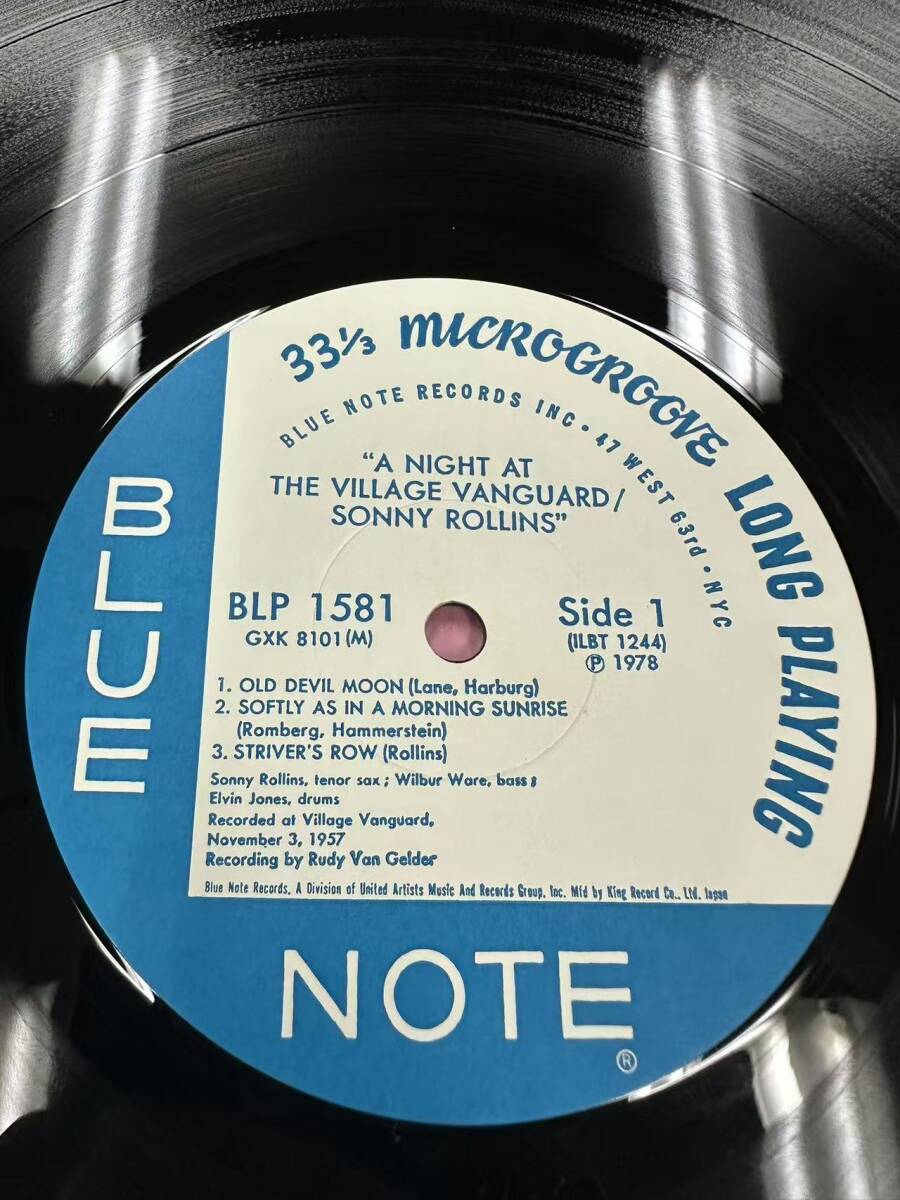 33⅓ MICROGROOVE LONG PLAYING
BLUE NOTE RECORDS INC • 47 WEST 63rd • NYC
"A NIGHT AT
THE VILLAGE VANGUARD/
SONNY ROLLINS"
BLP 1581
GXK 8101(M)
Side 1
(ILBT 1244)
Ⓟ 1978
1. OLD DEVIL MOON (Lane, Harburg)
2. SOFTLY AS IN A MORNING SUNRISE
(Romberg, Hammerstein)
3. STRIVER'S ROW (Rollins)
Sonny Rollins, tenor sax ; Wilbur Ware, bass ;
Elvin Jones, drums
Recorded at Village Vanguard,
November 3, 1957
Recording by Rudy Van Gelder
Blue Note Records, A Division of United Artists Music And Records Group, Inc. Mfd by King Record Co., Ltd. Japan
BLUE
NOTE
®